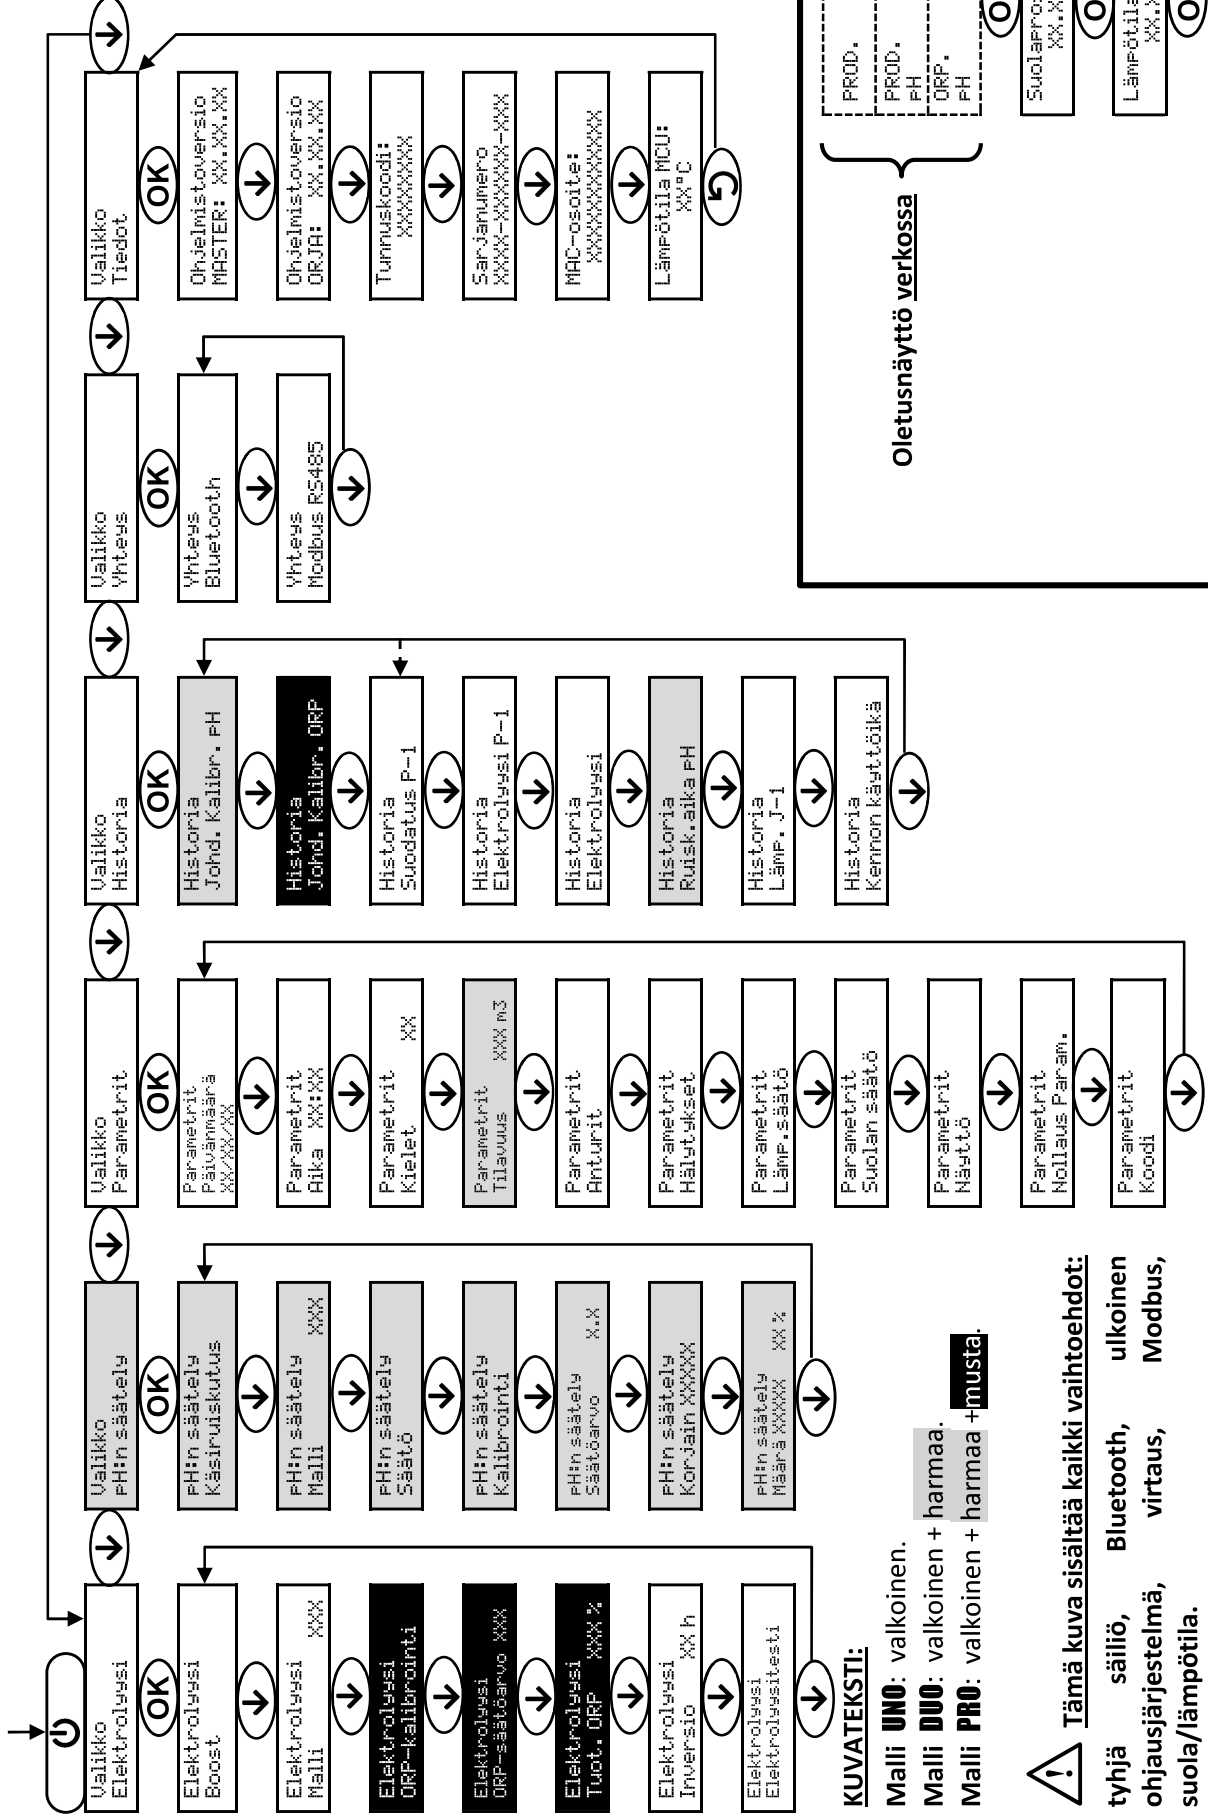 Valikko
Elektrolyysi
OK
Elektrolyysi
Boost
Elektrolyysi
Malli XXX
Elektrolyysi
ORP-kalibrointi
Elektrolyysi
ORP-säätöarvo XXX
Elektrolyysi
Tuot. ORP XXX %
Elektrolyysi
Inversio XX h
Elektrolyysi
Elektrolyysitesti
Valikko
pH:n säätely
OK
pH:n säätely
Käsiruiskutus
pH:n säätely
Malli XXX
pH:n säätely
Säätö
pH:n säätely
Kalibrointi
pH:n säätely
Säätöarvo X.X
pH:n säätely
Korjain XXXXX
pH:n säätely
Määrä XXXXX XX %
Valikko
Parametrit
OK
Parametrit
Päivänmäärä
XX/XX/XX
Parametrit
Aika XX:XX
Parametrit
Kielet XX
Parametrit
Tilavuus XXX m3
Parametrit
Anturit
Parametrit
Hälytykset
Parametrit
Lämp.säätö
Parametrit
Suolan säätö
Parametrit
Näyttö
Parametrit
Nollaus Param.
Parametrit
Koodi
Valikko
Historia
OK
Historia
Johd. Kalibr. pH
Historia
Johd. Kalibr. ORP
Historia
Suodatus P-1
Historia
Elektrolyysi P-1
Historia
Elektrolyysi
Historia
Ruisk.aika pH
Historia
Lämp. J-1
Historia
Kennon käyttöikä
Valikko
Yhteys
OK
Yhteys
Bluetooth
Yhteys
Modbus RS485
Valikko
Tiedot
OK
Ohjelmistoversio
MASTER: XX.XX.XX
Ohjelmistoversio
ORJA: XX.XX.XX
Tunnuskoodi:
XXXXXXXX
Sarjanumero
XXXX-XXXXXX-XXX
MAC-osoite:
XXXXXXXXXXXX
Lämpötila MCU:
XX°C
KUVATEKSTI:
Malli UNO: valkoinen.
Malli DUO: valkoinen + harmaa.
Malli PRO: valkoinen + harmaa +musta.
Tämä kuva sisältää kaikki vaihtoehdot:
tyhjä säiliö, Bluetooth, ulkoinen
ohjausjärjestelmä, virtaus, Modbus,
suola/lämpötila.
Oletusnäyttö verkossa
PROD.
PROD.
pH
ORP.
pH